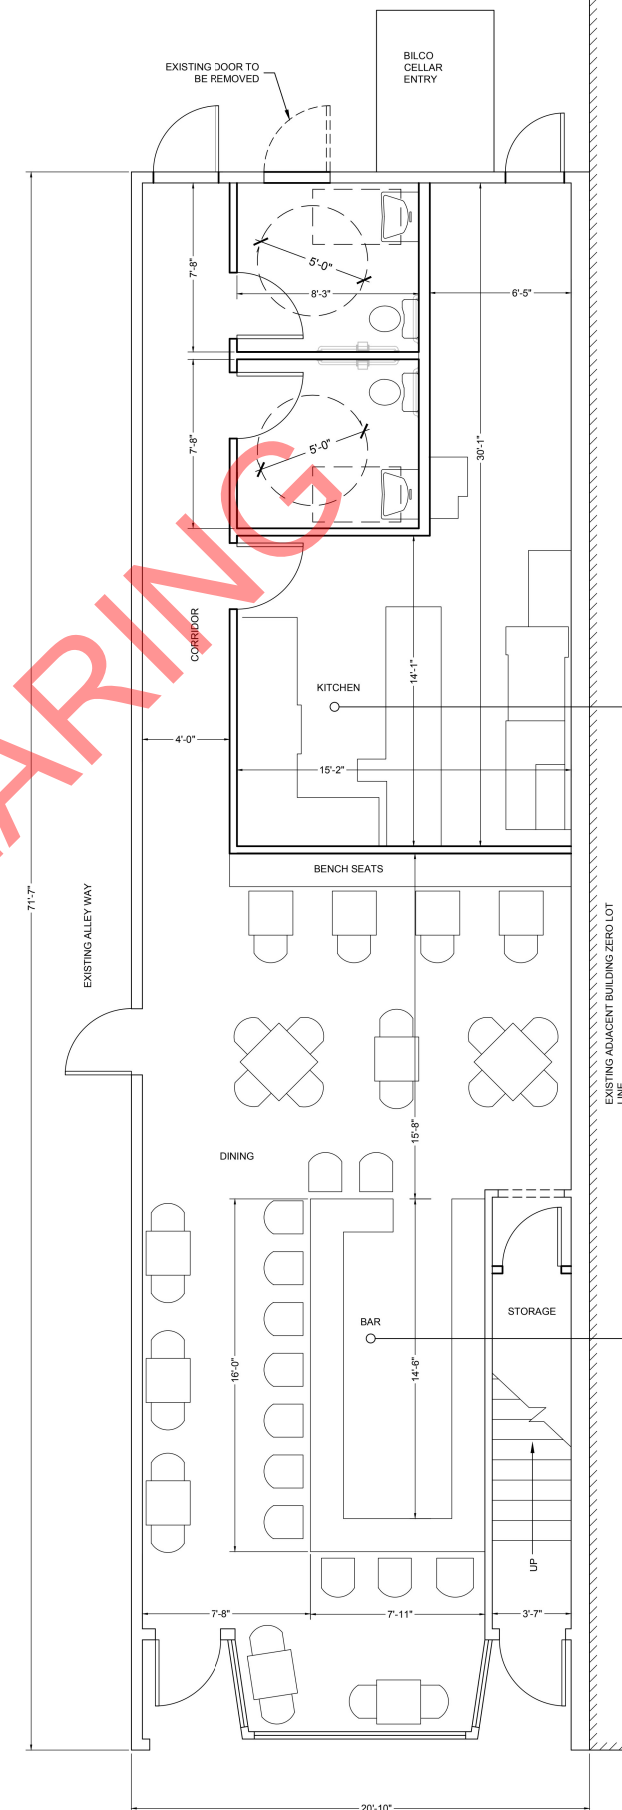 BILCO
CELLAR
ENTRY
EXISTING DOOR TO
BE REMOVED
7'-8"
5'-0"
8'-3"
6'-5"
7'-8"
5'-0"
30'-1"
CORRIDOR
14'-1"
KITCHEN
4'-0"
15'-2"
BENCH SEATS
71'-7"
EXISTING ALLEY WAY
EXISTING ADJACENT BUILDING ZERO LOT
LINE
15'-8"
DINING
STORAGE
BAR
16'-0"
14'-6"
UP
7'-8"
7'-11"
3'-7"
20'-10"
ARING